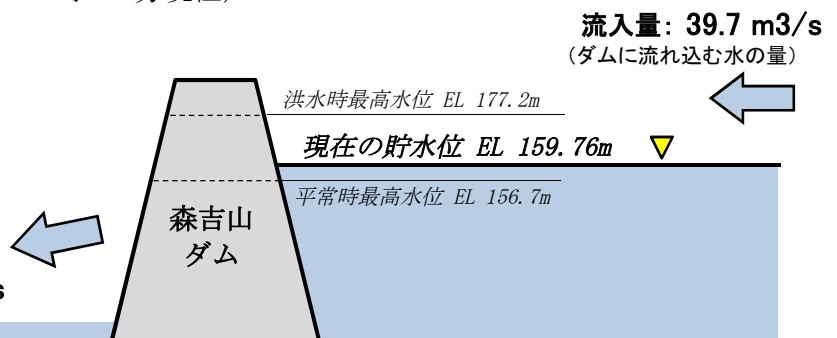 流入量: 39.7 m3/s
(ダムに流れ込む水の量)
洪水時最高水位 EL 177.2m
現在の貯水位 EL 159.76m
平常時最高水位 EL 156.7m
森吉山
ダム
s